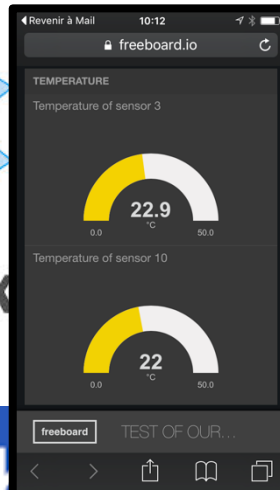 Revenir à Mail 10:12
freeboard.io
TEMPERATURE
Temperature of sensor 3
22.9
°C
0.0 50.0
Temperature of sensor 10
22
°C
0.0 50.0
freeboard TEST OF OUR...